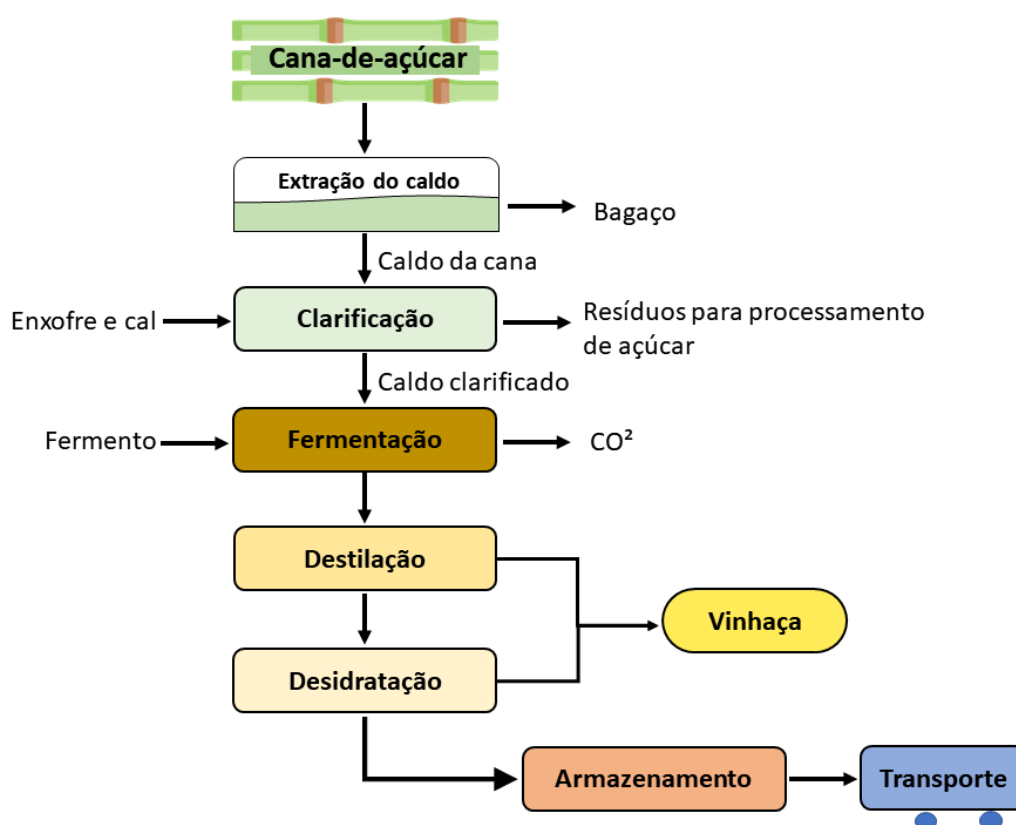 Cana-de-açúcar
Extração do caldo
Bagaço
Caldo da cana
Enxofre e cal
Clarificação
Resíduos para processamento
de açúcar
Caldo clarificado
Fermento
Fermentação
CO²
Destilação
Vinhaça
Desidratação
Armazenamento
Transporte